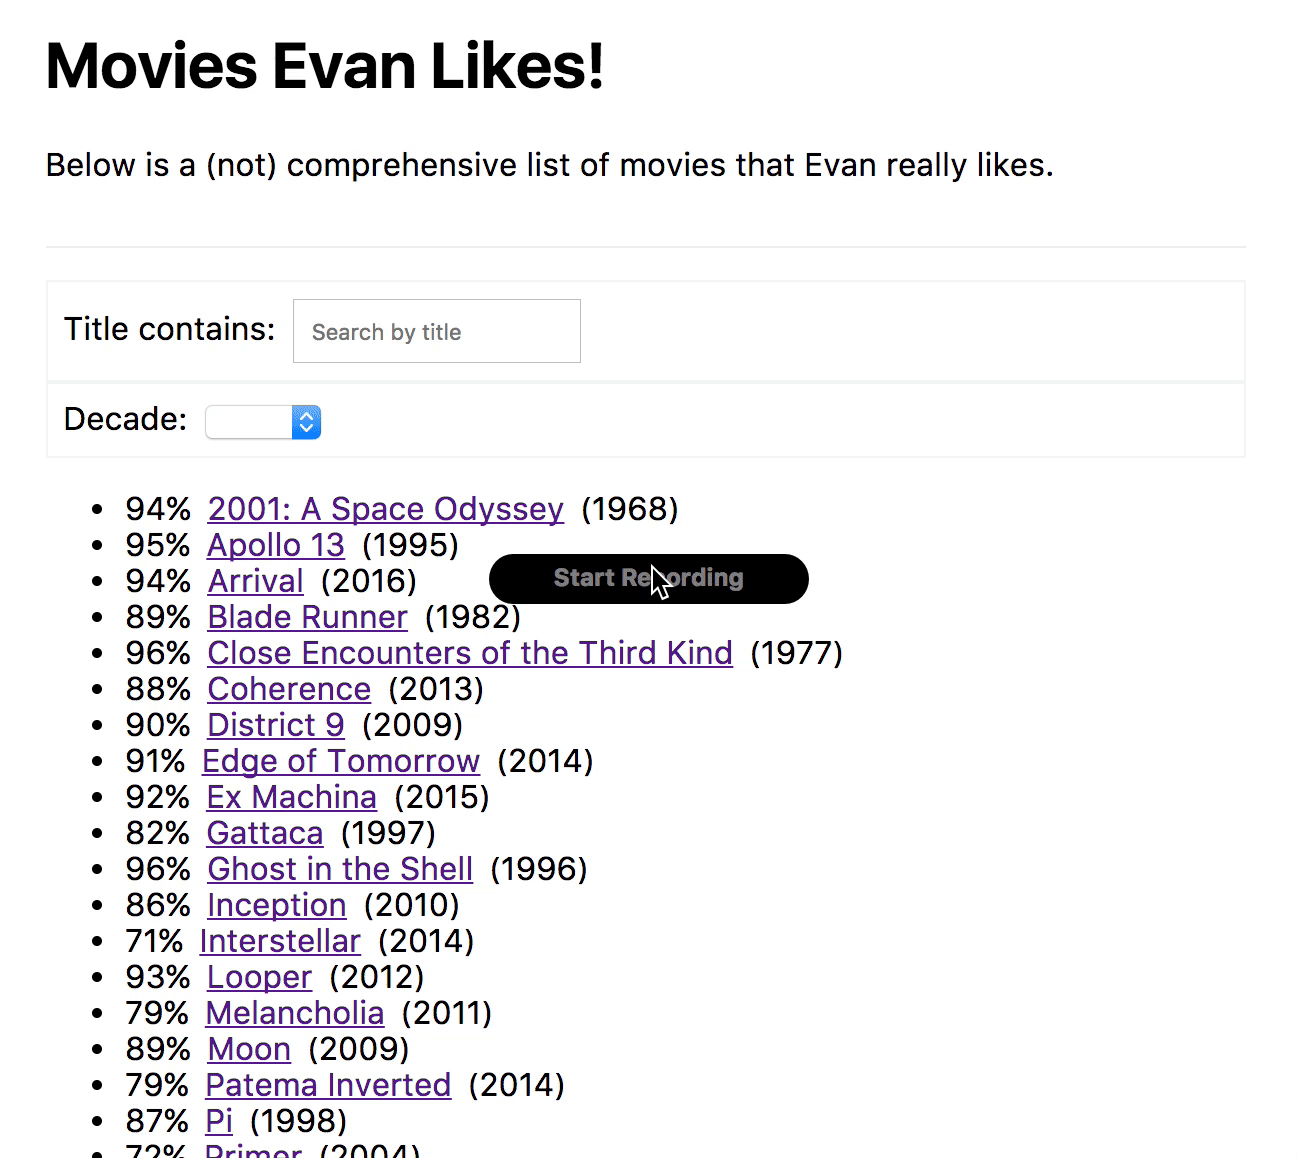 Movies Evan Likes!
Below is a (not) comprehensive list of movies that Evan really likes.
Title contains: Search by title
Decade:
• 94% 2001: A Space Odyssey (1968)
• 95% Apollo 13 (1995)
• 94% Arrival (2016)
Start Recording
• 89% Blade Runner (1982)
• 96% Close Encounters of the Third Kind (1977)
• 88% Coherence (2013)
• 90% District 9 (2009)
• 91% Edge of Tomorrow (2014)
• 92% Ex Machina (2015)
• 82% Gattaca (1997)
• 96% Ghost in the Shell (1996)
• 86% Inception (2010)
• 71% Interstellar (2014)
• 93% Looper (2012)
• 79% Melancholia (2011)
• 89% Moon (2009)
• 79% Patema Inverted (2014)
• 87% Pi (1998)
• 72% Primer (2004)